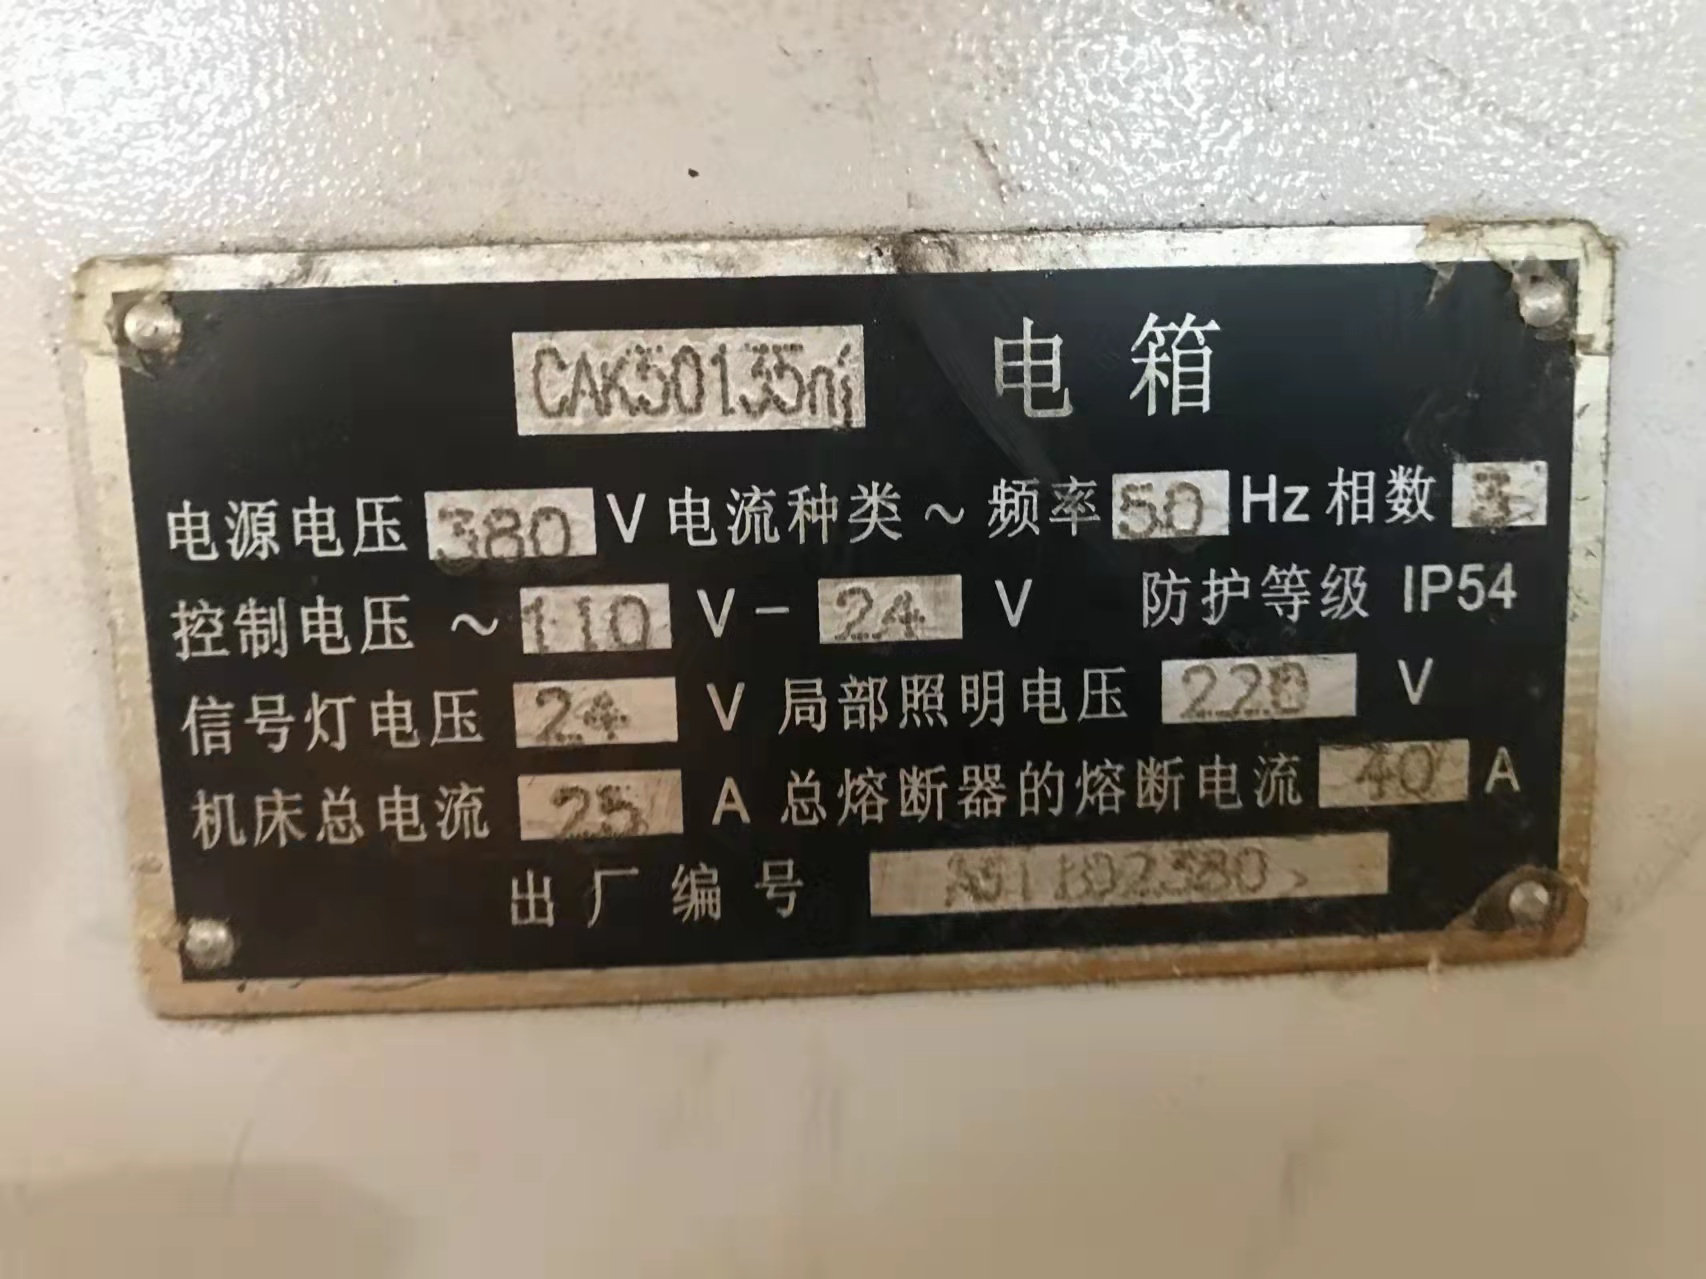 CAK50135ni 电箱
电源电压 380 V 电流种类 ~ 频率 50 Hz 相数 3
控制电压 ~ 110 V - 24 V 防护等级 IP54
信号灯电压 24 V 局部照明电压 220 V
机床总电流 25 A 总熔断器的熔断电流 40 A
出厂编号